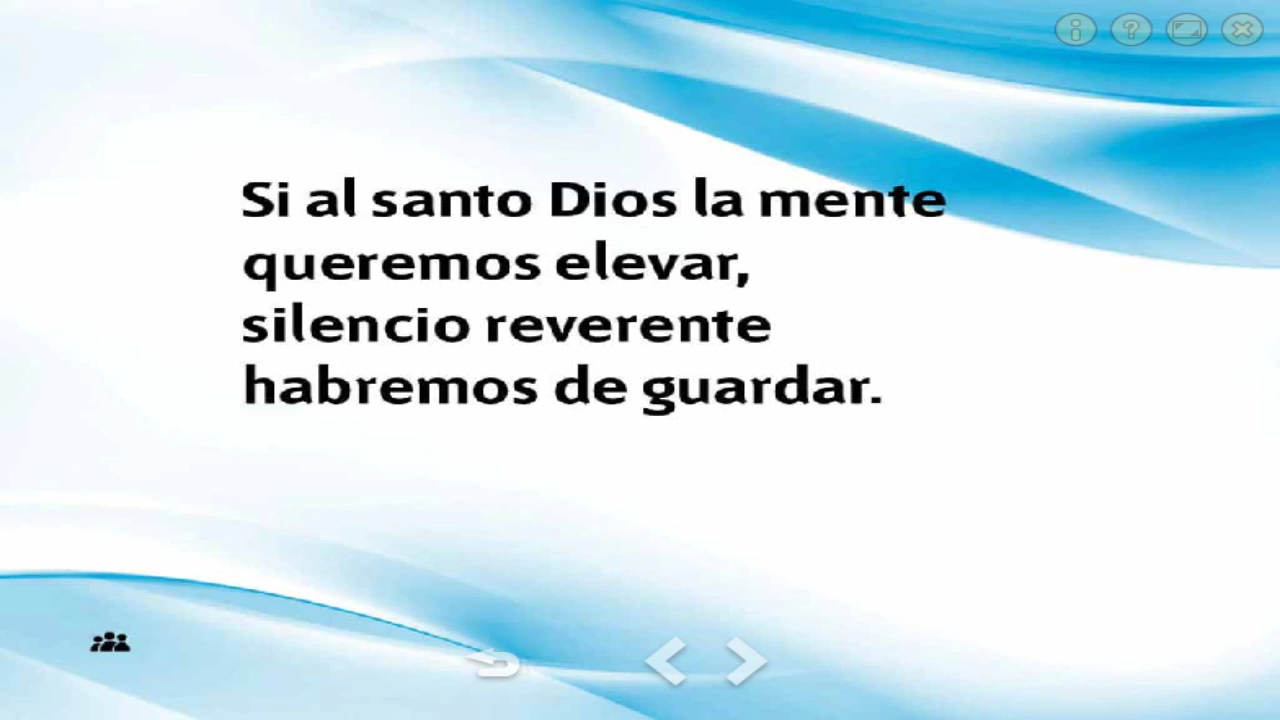 Si al santo Dios la mente
queremos elevar,
silencio reverente
habremos de guardar.